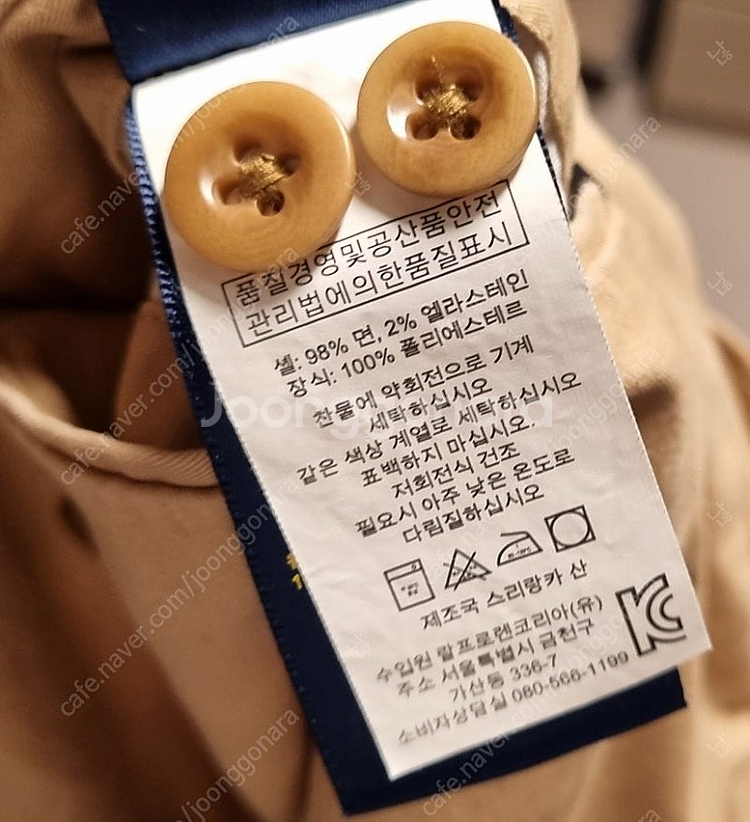 품질경영및공산품안전
관리법에의한품질표시
셸: 98% 면, 2% 엘라스테인
장식: 100% 폴리에스테르
찬물에 약회전으로 기계
세탁하십시오
같은 색상 계열로 세탁하십시오
표백하지 마십시오.
저회전식 건조
필요시 아주 낮은 온도로
다림질하십시오
제조국 스리랑카 산
수입원 랄프로렌코리아(유)
주소 서울특별시 금천구
가산동 336-7
소비자상담실 080-566-1199
Joonggonara
cafe.naver.com/joonggonara